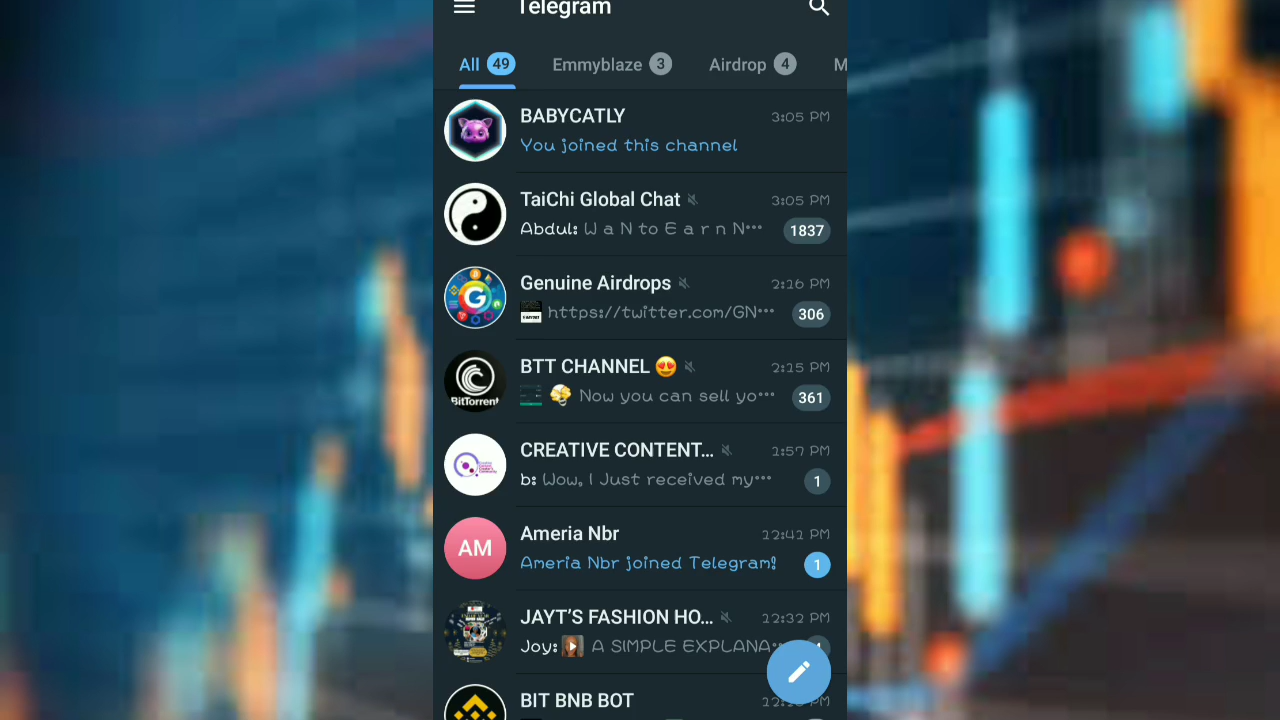 Telegram
All 49 Emmyblaze 3 Airdrop 4 M
BABYCATLY 3:05 PM
You joined this channel
TaiChi Global Chat 3:05 PM
Abdul: W a N to E a r n N... 1837
Genuine Airdrops 2:16 PM
https://twitter.com/GN... 306
BTT CHANNEL 😍 2:15 PM
Now you can sell yo... 361
BitTorrent
CREATIVE CONTENT... 1:57 PM
b: Wow, I Just received my... 1
Ameria Nbr 12:41 PM
AM
Ameria Nbr joined Telegram! 1
JAYT'S FASHION HO... 12:32 PM
Joy: A SIMPLE EXPLANA...
BIT BNB BOT